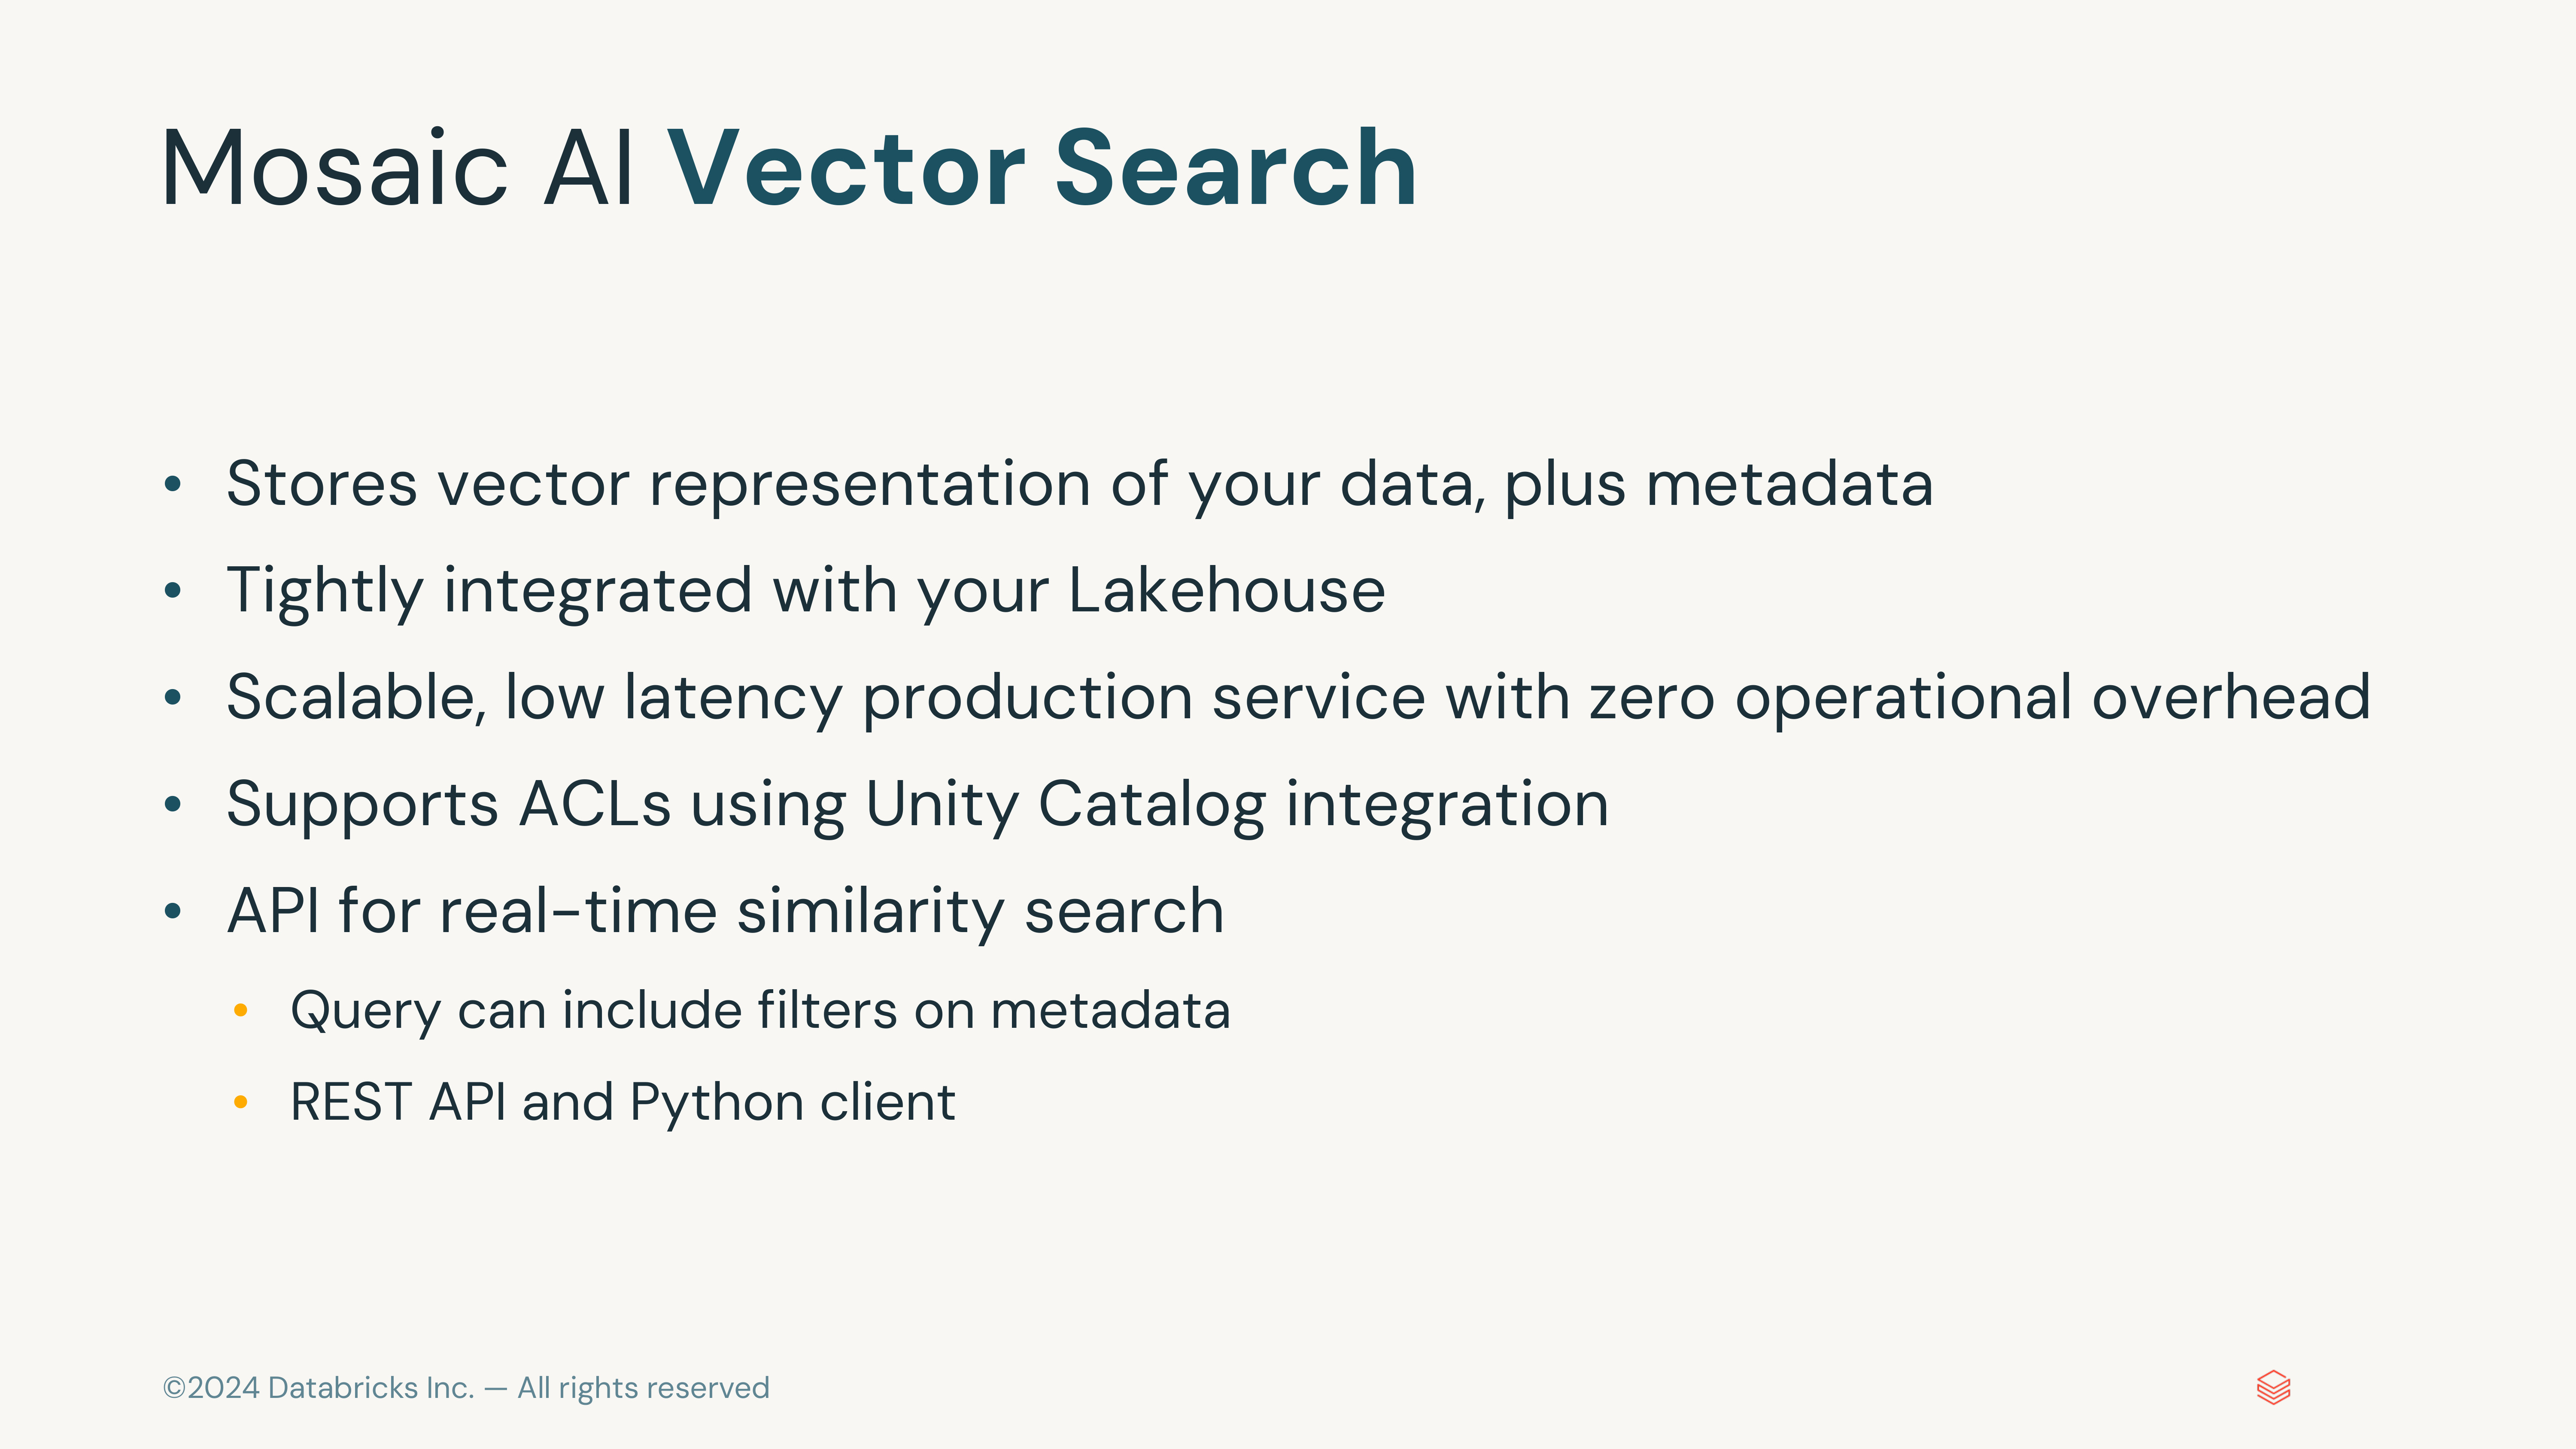 Mosaic AI Vector Search
• Stores vector representation of your data, plus metadata
• Tightly integrated with your Lakehouse
• Scalable, low latency production service with zero operational overhead
• Supports ACLs using Unity Catalog integration
• API for real-time similarity search
• Query can include filters on metadata
• REST API and Python client
©2024 Databricks Inc. — All rights reserved